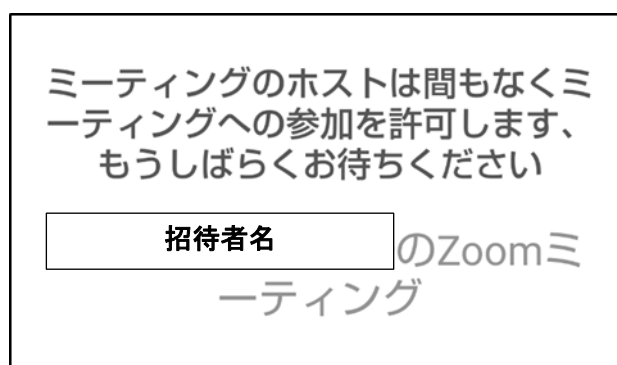 ミーティングのホストは間もなくミ
ーティングへの参加を許可します、
もうしばらくお待ちください
招待者名のZoomミ
ーティング